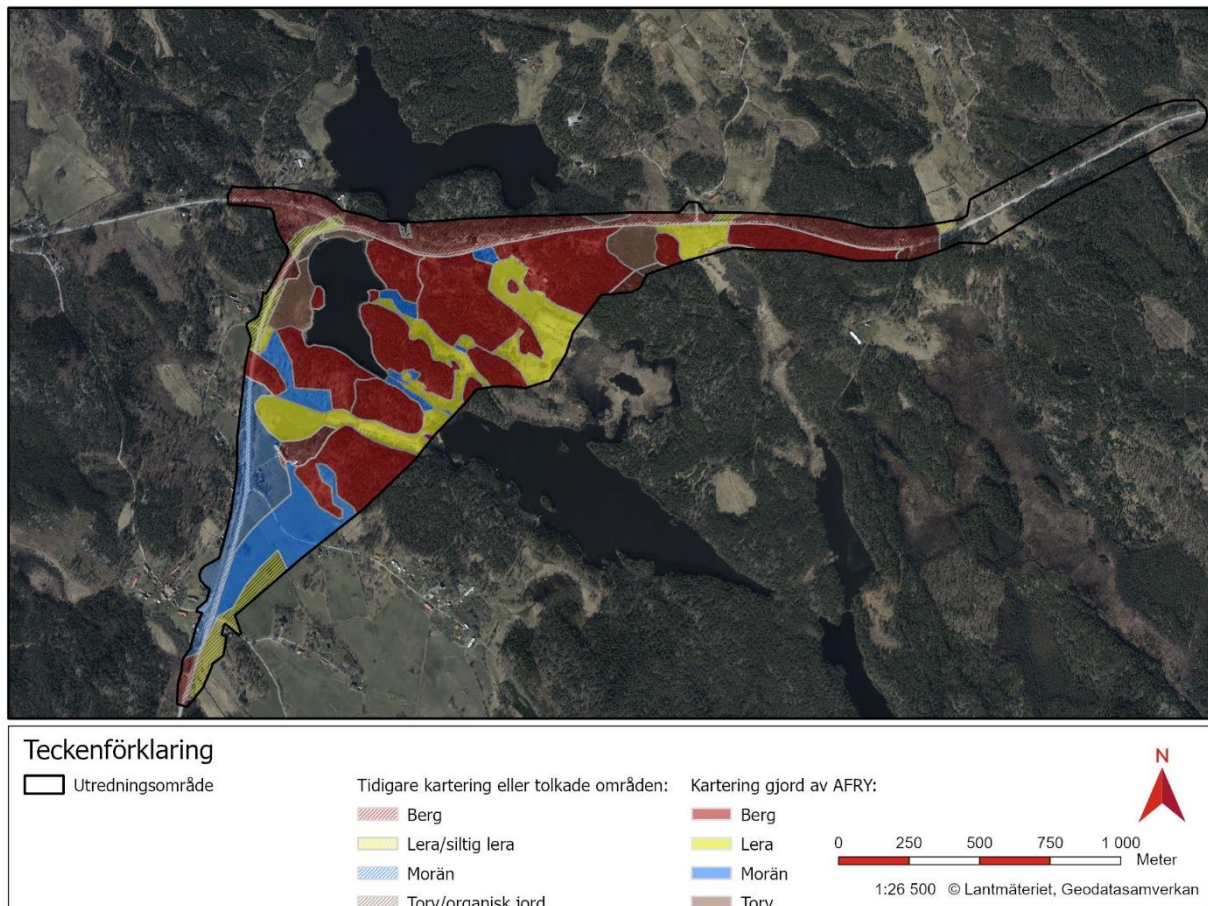 Teckenförklaring
Utredningsområde
Tidigare kartering eller tolkade områden:
Berg
Lera/siltig lera
Morän
Torv/organisk jord
Kartering gjord av AFRY:
Berg
Lera
Morän
Torv
N
0 250 500 750 1 000
Meter
1:26 500 © Lantmäteriet, Geodatasamverkan